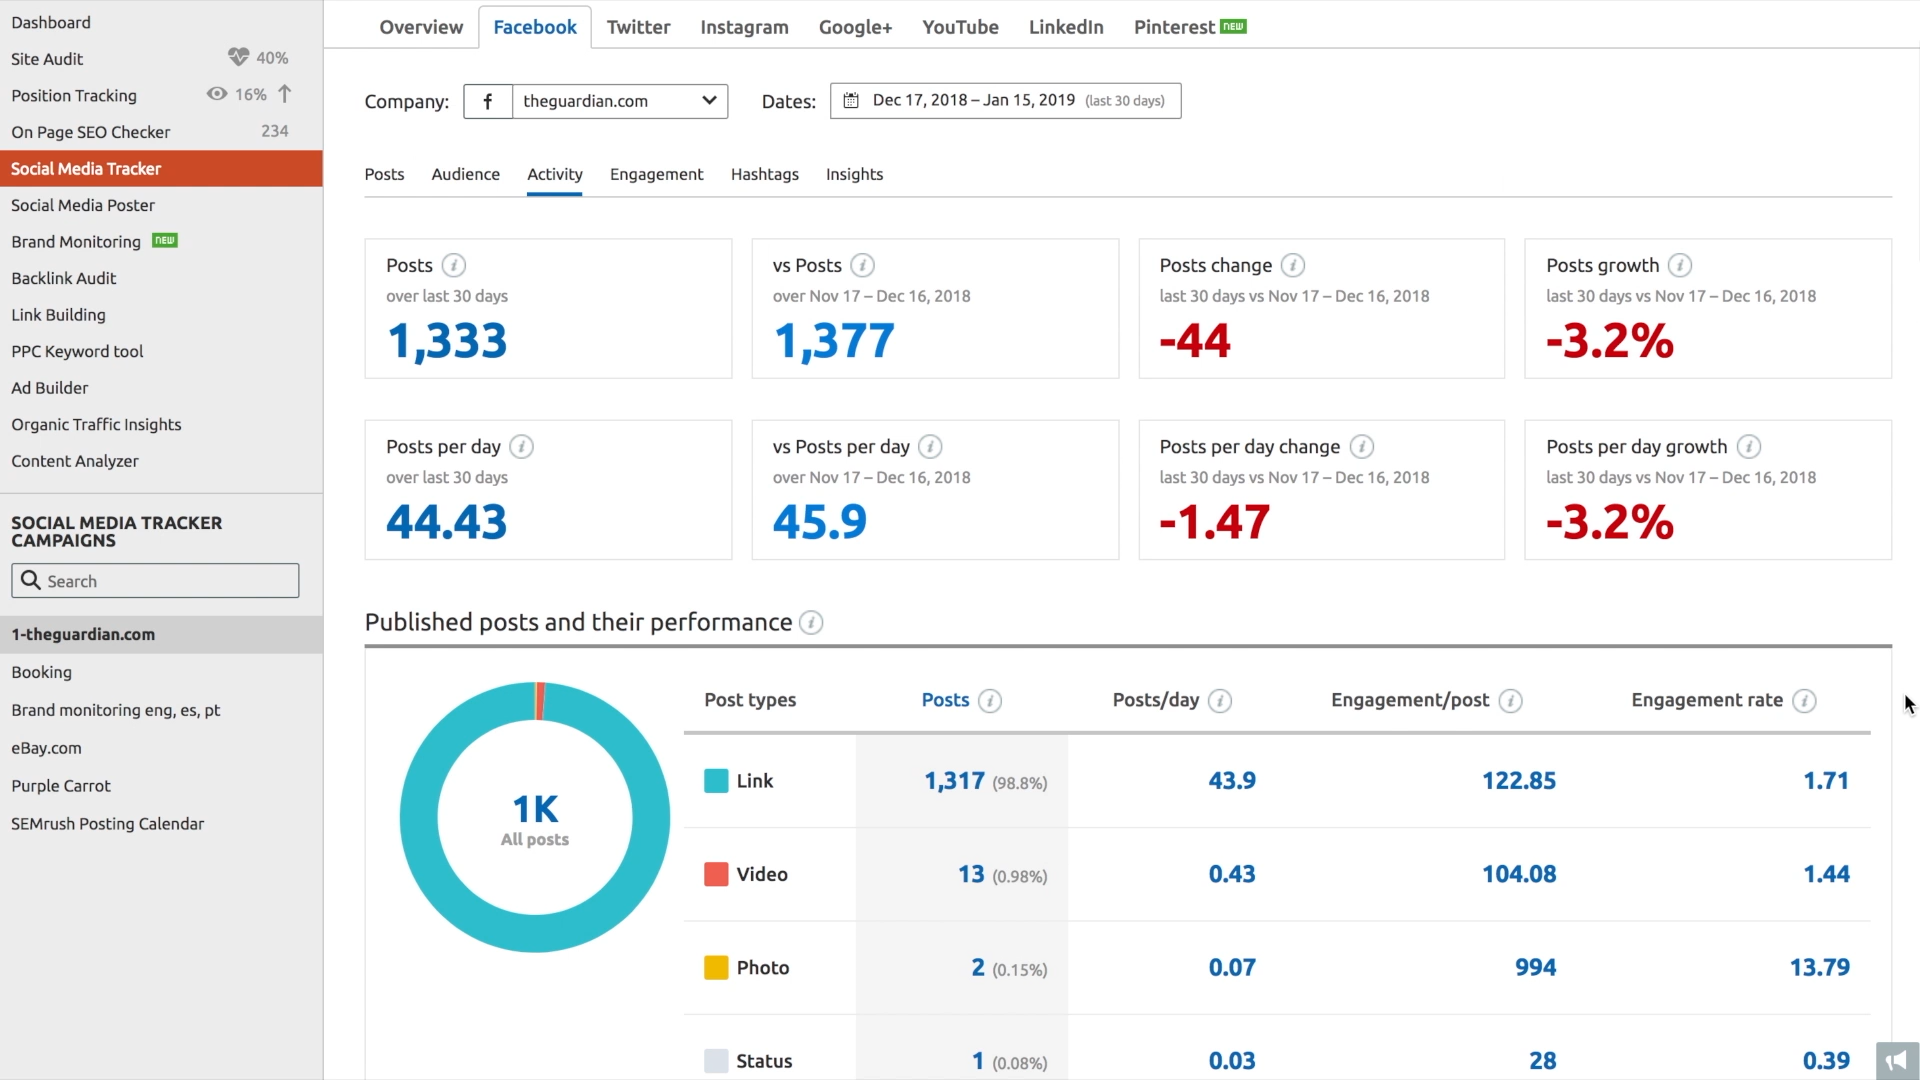 Dashboard
Site Audit 40%
Position Tracking 16%
On Page SEO Checker 234
Social Media Tracker
Social Media Poster
Brand Monitoring NEW
Backlink Audit
Link Building
PPC Keyword tool
Ad Builder
Organic Traffic Insights
Content Analyzer
SOCIAL MEDIA TRACKER
CAMPAIGNS
Search
1-theguardian.com
Booking
Brand monitoring eng, es, pt
eBay.com
Purple Carrot
SEMrush Posting Calendar
Overview Facebook Twitter Instagram Google+ YouTube LinkedIn Pinterest NEW
Company: f theguardian.com Dates: Dec 17, 2018 – Jan 15, 2019 (last 30 days)
Posts Audience Activity Engagement Hashtags Insights
Posts i
over last 30 days
1,333
vs Posts i
over Nov 17 – Dec 16, 2018
1,377
Posts change i
last 30 days vs Nov 17 – Dec 16, 2018
-44
Posts growth i
last 30 days vs Nov 17 – Dec 16, 2018
-3.2%
Posts per day i
over last 30 days
44.43
vs Posts per day i
over Nov 17 – Dec 16, 2018
45.9
Posts per day change i
last 30 days vs Nov 17 – Dec 16, 2018
-1.47
Posts per day growth i
last 30 days vs Nov 17 – Dec 16, 2018
-3.2%
Published posts and their performance i
1K
All posts
Post types Posts i Posts/day i Engagement/post i Engagement rate i
Link 1,317 (98.8%) 43.9 122.85 1.71
Video 13 (0.98%) 0.43 104.08 1.44
Photo 2 (0.15%) 0.07 994 13.79
Status 1 (0.08%) 0.03 28 0.39